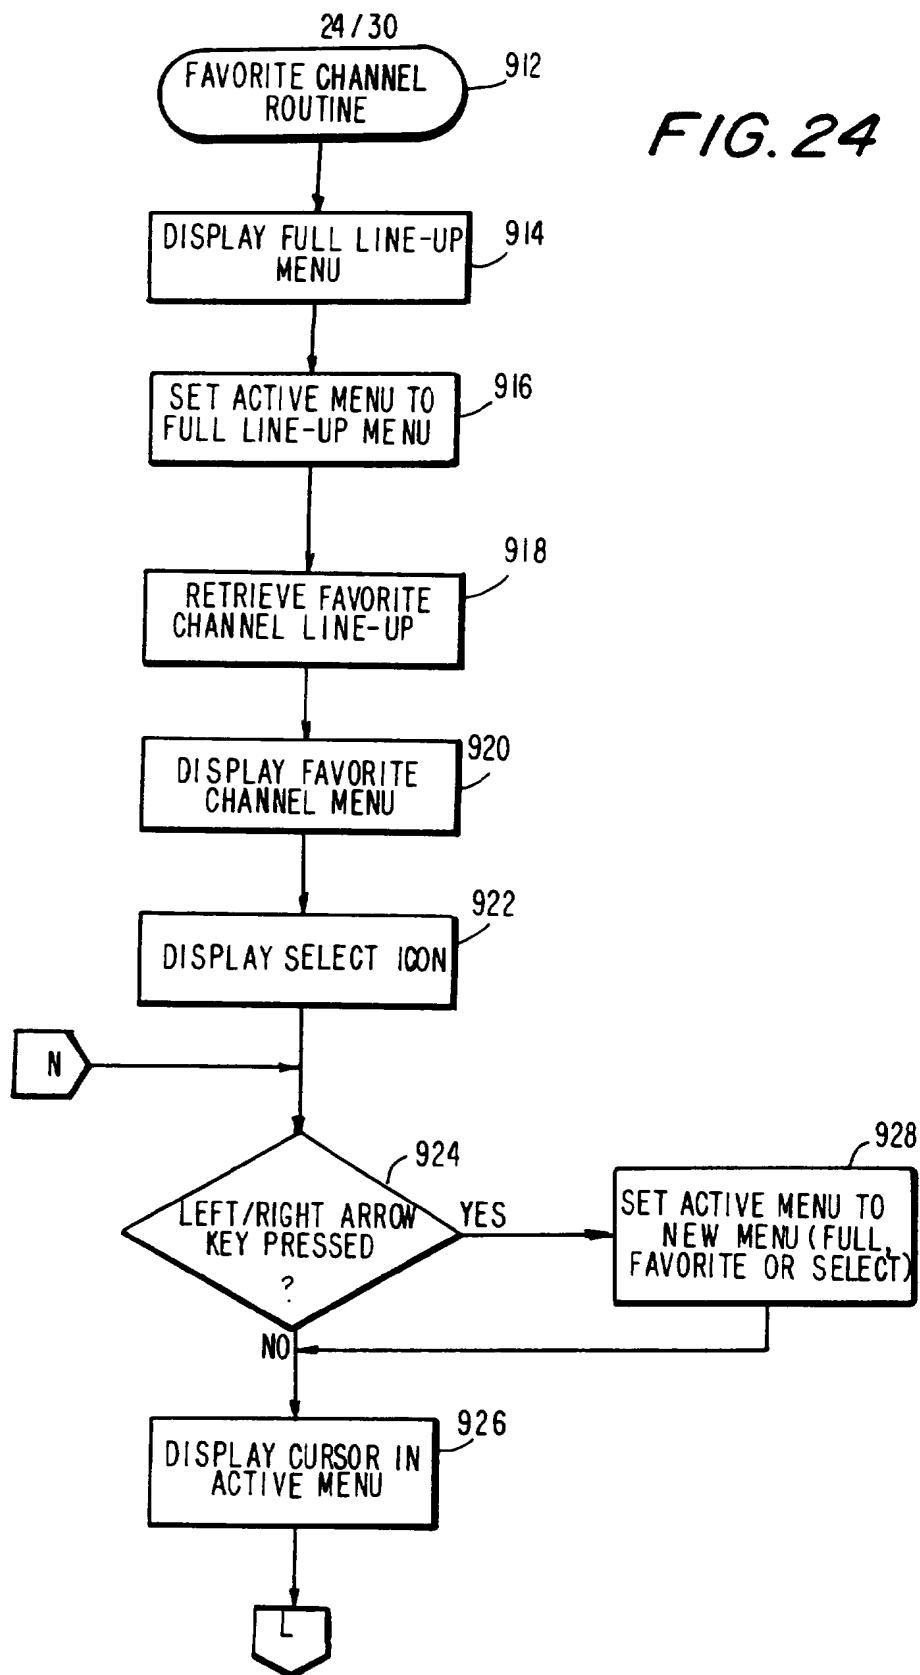 24/30
FAVORITE CHANNEL
ROUTINE
912
FIG. 24
DISPLAY FULL LINE-UP
MENU
914
SET ACTIVE MENU TO
FULL LINE-UP MENU
916
RETRIEVE FAVORITE
CHANNEL LINE-UP
918
DISPLAY FAVORITE
CHANNEL MENU
920
DISPLAY SELECT ICON
922
N
LEFT/RIGHT ARROW
KEY PRESSED
?
924
YES
SET ACTIVE MENU TO
NEW MENU (FULL,
FAVORITE OR SELECT)
928
NO
DISPLAY CURSOR IN
ACTIVE MENU
926
L